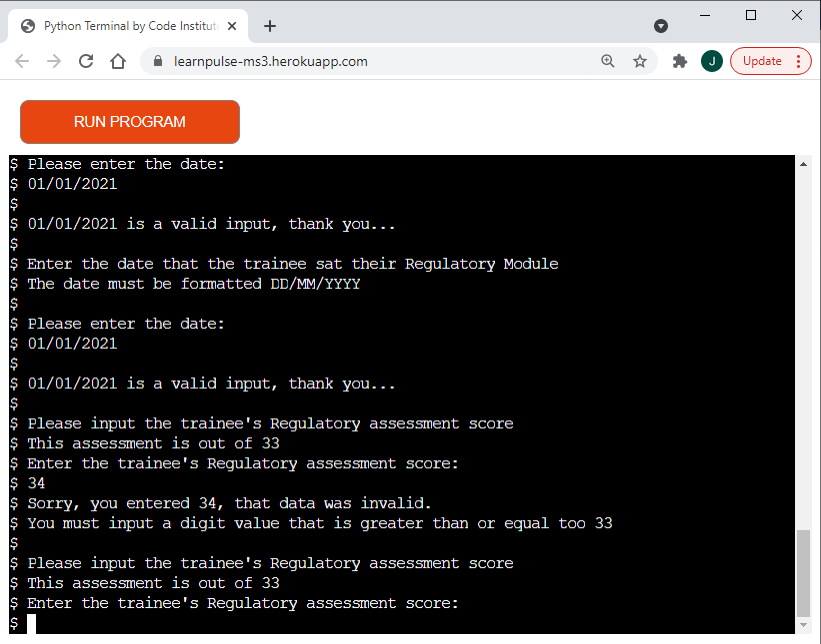 Python Terminal by Code Institut
learnpulse-ms3.herokuapp.com
J
Update
RUN PROGRAM
$ Please enter the date:
$ 01/01/2021
$
$ 01/01/2021 is a valid input, thank you...
$
$ Enter the date that the trainee sat their Regulatory Module
$ The date must be formatted DD/MM/YYYY
$
$ Please enter the date:
$ 01/01/2021
$
$ 01/01/2021 is a valid input, thank you...
$
$ Please input the trainee's Regulatory assessment score
$ This assessment is out of 33
$ Enter the trainee's Regulatory assessment score:
$ 34
$ Sorry, you entered 34, that data was invalid.
$ You must input a digit value that is greater than or equal too 33
$
$ Please input the trainee's Regulatory assessment score
$ This assessment is out of 33
$ Enter the trainee's Regulatory assessment score:
$